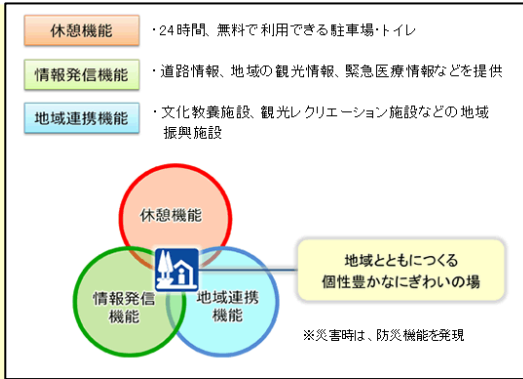 休憩機能
・24時間、無料で利用できる駐車場・トイレ
情報発信機能
・道路情報、地域の観光情報、緊急医療情報などを提供
地域連携機能
・文化教養施設、観光レクリエーション施設などの地域
振興施設
休憩機能
情報発信
機能
地域連携
機能
地域とともにつくる
個性豊かなにぎわいの場
※災害時は、防災機能を発現